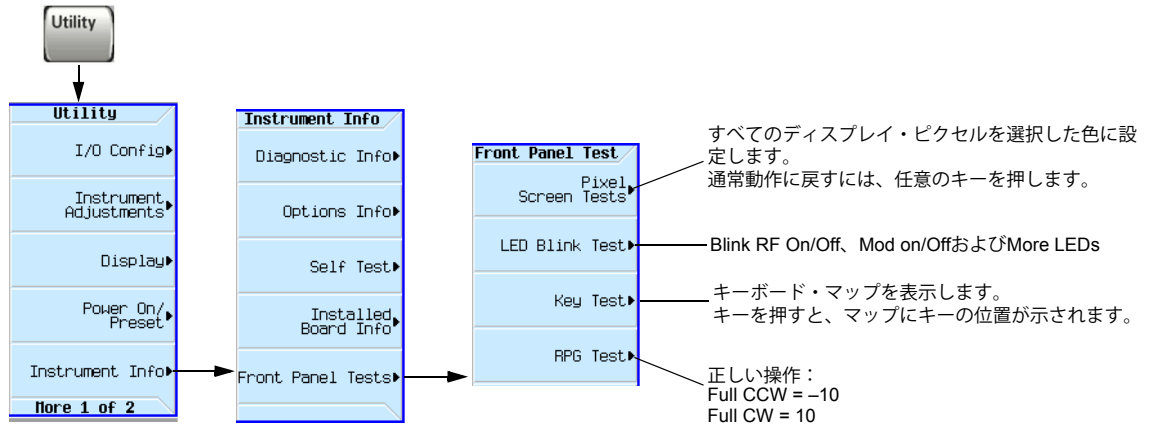 Utility
Utility
I/O Config
Instrument
Adjustments
Display
Power On/
Preset
Instrument Info
More 1 of 2
Instrument Info
Diagnostic Info
Options Info
Self Test
Installed
Board Info
Front Panel Tests
Front Panel Test
Pixel
Screen Tests
LED Blink Test
Key Test
RPG Test
すべてのディスプレイ・ピクセルを選択した色に設
定します。
通常動作に戻すには、任意のキーを押します。
Blink RF On/Off、Mod on/OffおよびMore LEDs
キーボード・マップを表示します。
キーを押すと、マップにキーの位置が示されます。
正しい操作：
Full CCW = –10
Full CW = 10